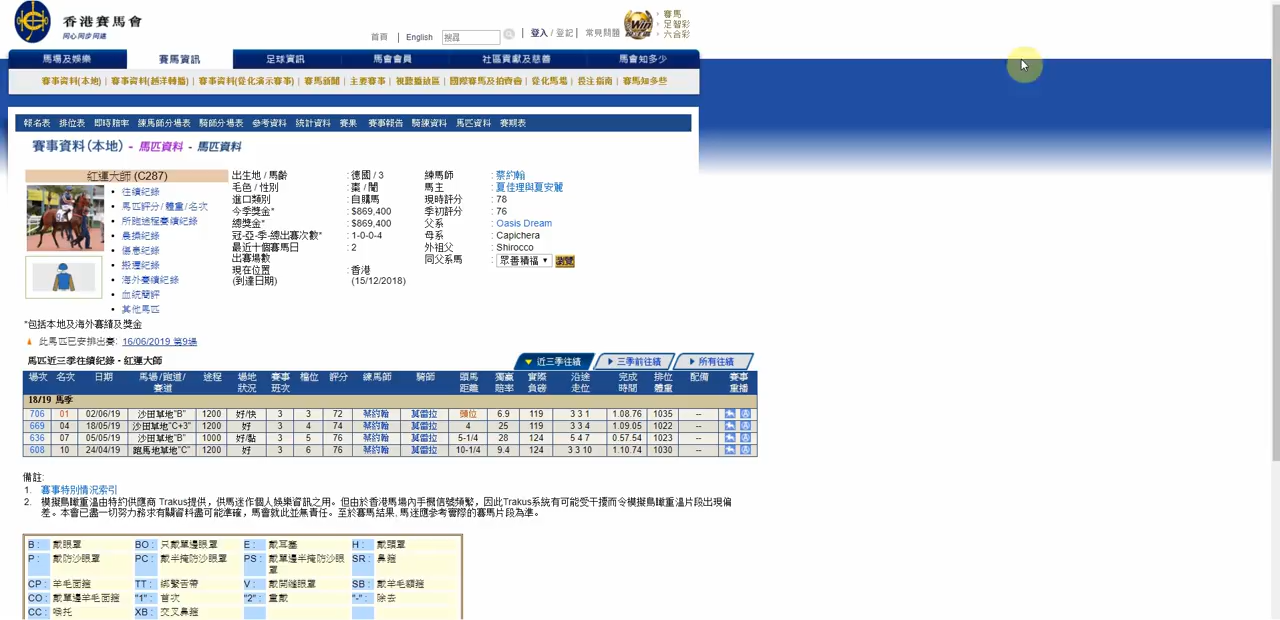 香港賽馬會
同心同步同進
首頁 | English 搜尋 | 登入 / 登記 | 常見問題
賽馬
足智彩
六合彩
馬場及娛樂 賽馬資訊 足球資訊 馬會會員 社區貢獻及慈善 馬會知多少
賽事資料(本地) | 賽事資料(越洋轉播) | 賽事資料(從化演示賽事) | 賽馬新聞 | 主要賽事 | 視聽播放區 | 國際賽馬及拍賣會 | 從化馬場 | 投注指南 | 賽馬知多些
報名表 排位表 即時賠率 練馬師分場表 騎師分場表 參考資料 統計資料 賽果 賽事報告 騎練資料 馬匹資料 賽期表
賽事資料(本地) - 馬匹資料 - 馬匹資料
紅運大師 (C287)
往績紀錄
馬匹評分/體重/名次
所跑途程賽績紀錄
晨操紀錄
傷患紀錄
搬遷紀錄
海外賽績紀錄
血統簡評
其他馬匹
出生地 / 馬齡 : 德國 / 3 練馬師 : 蔡約翰
毛色 / 性別 : 棗 / 閹 馬主 : 夏佳理與夏安麗
進口類別 : 自購馬 現時評分 : 78
今季獎金* : $869,400 季初評分 : 76
總獎金* : $869,400 父系 : Oasis Dream
冠-亞-季-總出賽次數* : 1-0-0-4 母系 : Capichera
最近十個賽馬日 : 2 外祖父 : Shirocco
出賽場數 同父系馬 : 眾善積福 瀏覽
現在位置 : 香港
(到達日期) (15/12/2018)
*包括本地及海外賽績及獎金
此馬匹已安排出賽: 16/06/2019 第9場
馬匹近三季往績紀錄 - 紅運大師 近三季往績 三季前往績 所有往績
場次 名次 日期 馬場/跑道/賽道 途程 場地狀況 賽事班次 檔位 評分 練馬師 騎師 頭馬距離 獨贏賠率 實際負磅 沿途走位 完成時間 排位體重 配備 賽事重播
18/19 馬季
706 01 02/06/19 沙田草地"B" 1200 好/快 3 3 72 蔡約翰 莫雷拉 頭位 6.9 119 3 3 1 1.08.76 1035 --
669 04 18/05/19 沙田草地"C+3" 1200 好 3 4 74 蔡約翰 莫雷拉 4 25 119 3 3 4 1.09.05 1022 --
636 07 05/05/19 沙田草地"B" 1000 好/黏 3 5 76 蔡約翰 莫雷拉 5-1/4 28 124 5 4 7 0.57.54 1023 --
608 10 24/04/19 跑馬地草地"C" 1200 好 3 6 76 蔡約翰 莫雷拉 10-1/4 9.4 124 3 3 10 1.10.74 1030 --
備註:
1. 賽事特別情況索引
2. 模擬鳥瞰重溫由特約供應商 Trakus提供，供馬迷作個人娛樂資訊之用。但由於香港馬場內手機信號頻繁，因此Trakus系統有可能受干擾而令模擬鳥瞰重溫片段出現偏
差。本會已盡一切努力務求有關資料盡可能準確，馬會就此並無責任。至於賽馬結果, 馬迷應參考實際的賽馬片段為準。
B : 戴眼罩 BO : 只戴單邊眼罩 E : 戴耳塞 H : 戴頭罩
P : 戴防沙眼罩 PC : 戴半掩防沙眼罩 PS : 戴單邊半掩防沙眼罩 SR : 鼻箍
CP : 羊毛面箍 TT : 綁繫舌帶 V : 戴開縫眼罩 SB : 戴羊毛額箍
CO : 戴單邊羊毛面箍 "1" : 首次 "2" : 重戴 "-" : 除去
CC : 喉托 XB : 交叉鼻箍